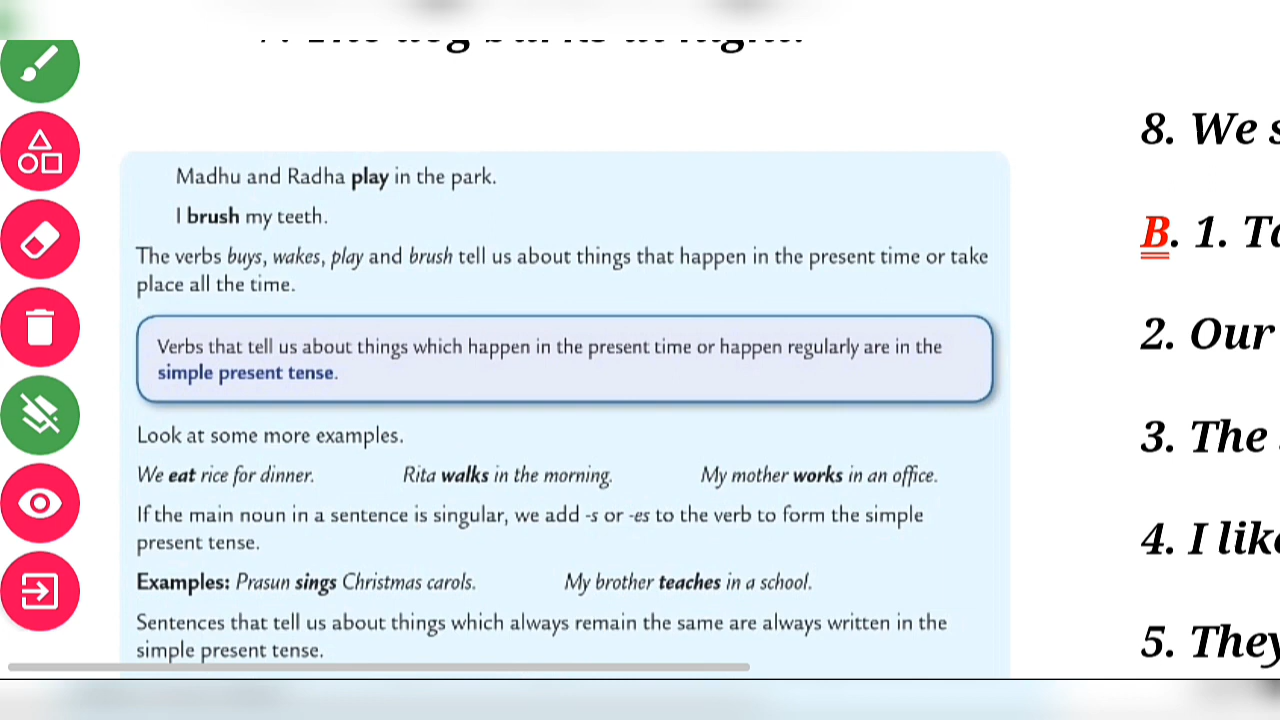 Madhu and Radha play in the park.
I brush my teeth.
The verbs buys, wakes, play and brush tell us about things that happen in the present time or take
place all the time.
Verbs that tell us about things which happen in the present time or happen regularly are in the
simple present tense.
Look at some more examples.
We eat rice for dinner. Rita walks in the morning. My mother works in an office.
If the main noun in a sentence is singular, we add -s or -es to the verb to form the simple
present tense.
Examples: Prasun sings Christmas carols. My brother teaches in a school.
Sentences that tell us about things which always remain the same are always written in the
simple present tense.
8. We
B. 1.
2. Our
3. The
4. I
5. They